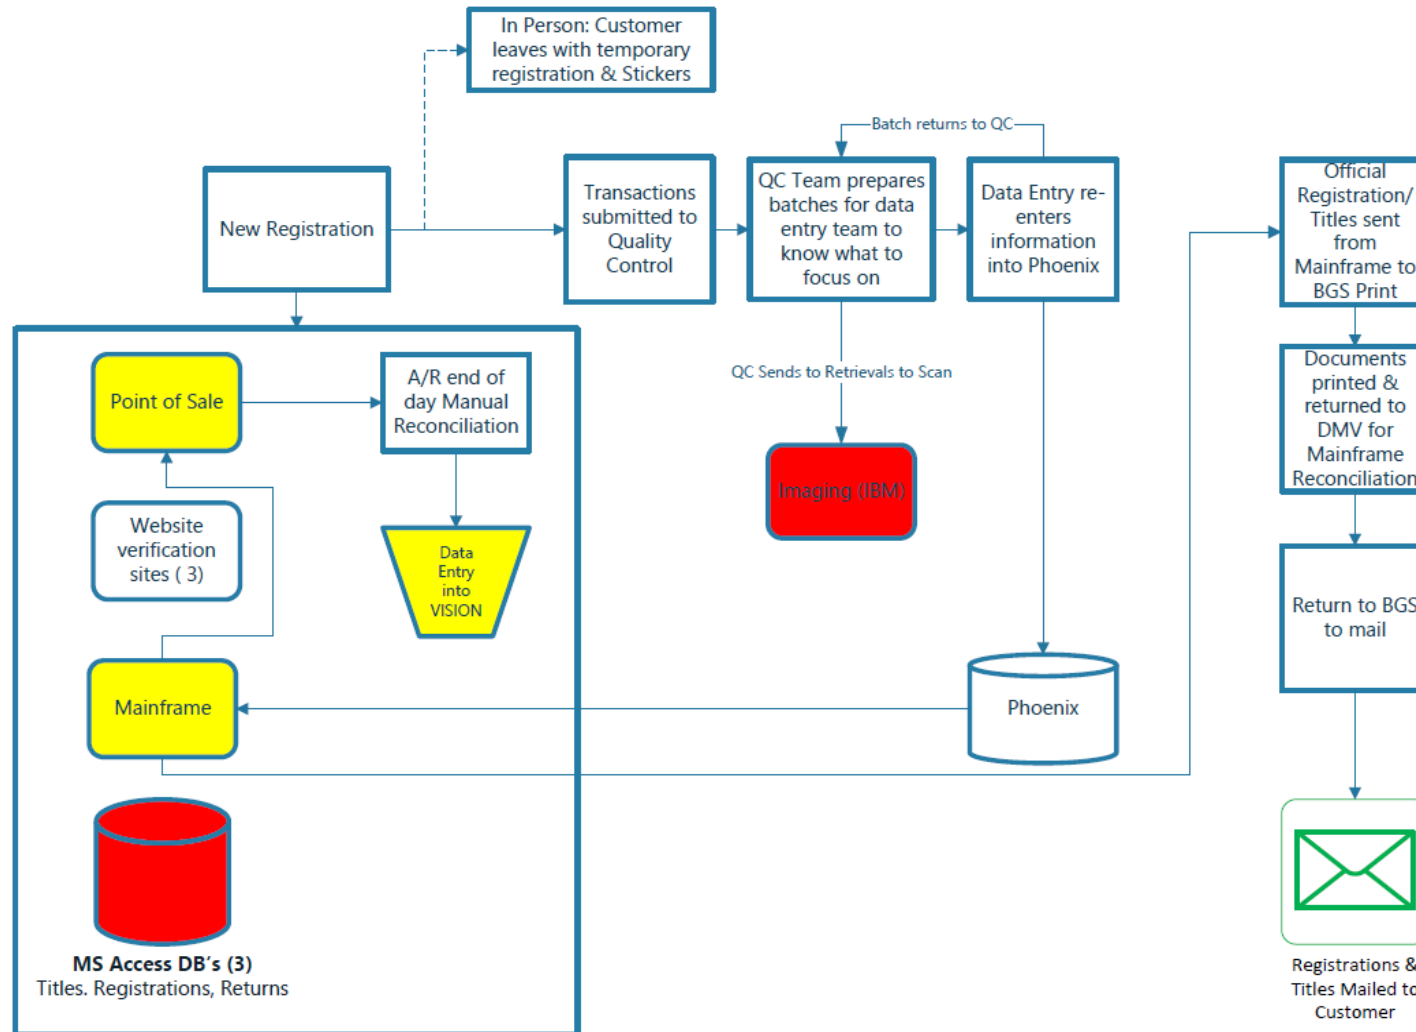 In Person: Customer
leaves with temporary
registration & Stickers
Batch returns to QC
New Registration
Transactions
submitted to
Quality
Control
QC Team prepares
batches for data
entry team to
know what to
focus on
Data Entry re-
enters
information
into Phoenix
Official
Registration/
Titles sent
from
Mainframe to
BGS Print
Point of Sale
A/R end of
day Manual
Reconciliation
QC Sends to Retrievals to Scan
Documents
printed &
returned to
DMV for
Mainframe
Reconciliation
Imaging (IBM)
Website
verification
sites ( 3)
Data
Entry
into
VISION
Return to BGS
to mail
Mainframe
Phoenix
MS Access DB's (3)
Titles. Registrations, Returns
Registrations &
Titles Mailed to
Customer